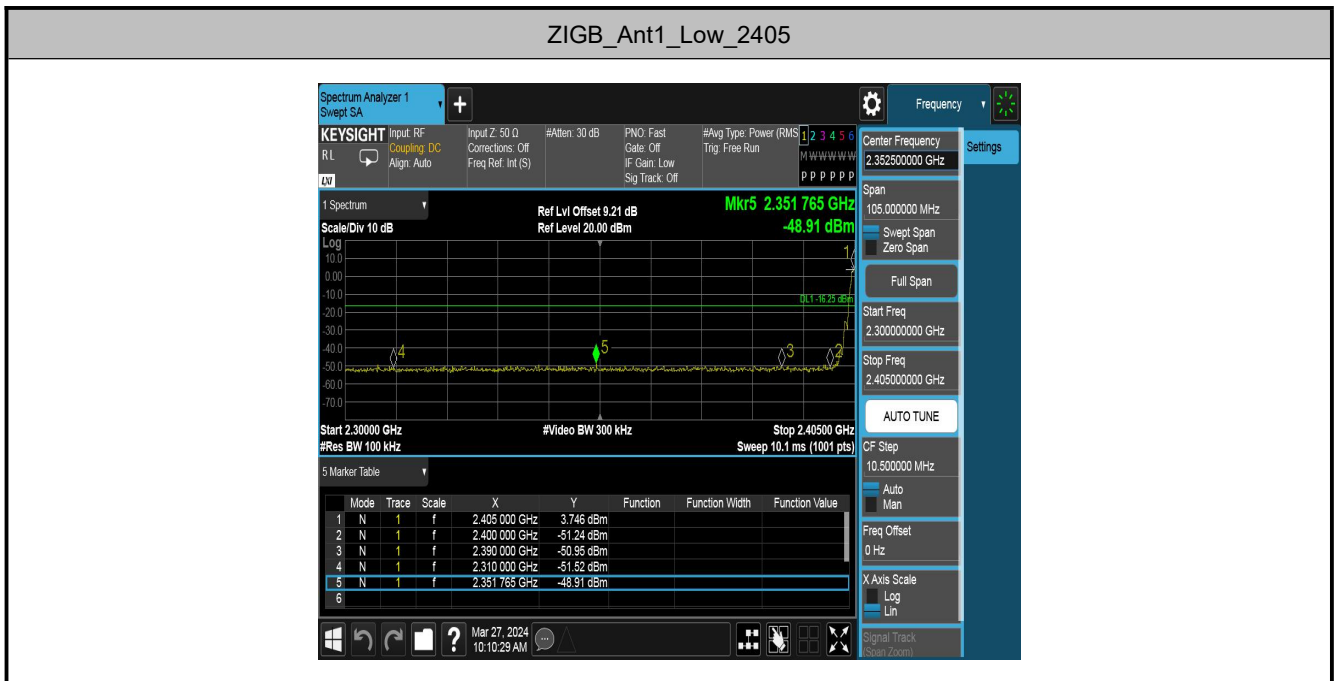 ZIGB_Ant1_Low_2405
Spectrum Analyzer 1
Swept SA
+
Frequency
KEYSIGHT
RL
LXI
Input: RF
Coupling: DC
Align: Auto
Input Z: 50 Ω
Corrections: Off
Freq Ref: Int (S)
#Atten: 30 dB
PNO: Fast
Gate: Off
IF Gain: Low
Sig Track: Off
#Avg Type: Power (RMS
Trig: Free Run
1 2 3 4 5 6
M W W W W W
P P P P P P
Center Frequency
2.352500000 GHz
Settings
Span
105.000000 MHz
Swept Span
Zero Span
Full Span
Start Freq
2.300000000 GHz
Stop Freq
2.405000000 GHz
AUTO TUNE
CF Step
10.500000 MHz
Auto
Man
Freq Offset
0 Hz
X Axis Scale
Log
Lin
Signal Track
(Span Zoom)
1 Spectrum
Scale/Div 10 dB
Ref Lvl Offset 9.21 dB
Ref Level 20.00 dBm
Mkr5 2.351 765 GHz
-48.91 dBm
Log
10.0
0.00
-10.0
-20.0
-30.0
-40.0
-50.0
-60.0
-70.0
1
DL1 -16.25 dBm
4
5
3
2
Start 2.30000 GHz
#Video BW 300 kHz
Stop 2.40500 GHz
#Res BW 100 kHz
Sweep 10.1 ms (1001 pts)
5 Marker Table
Mode Trace Scale X Y Function Function Width Function Value
1 N 1 f 2.405 000 GHz 3.746 dBm
2 N 1 f 2.400 000 GHz -51.24 dBm
3 N 1 f 2.390 000 GHz -50.95 dBm
4 N 1 f 2.310 000 GHz -51.52 dBm
5 N 1 f 2.351 765 GHz -48.91 dBm
6
?
Mar 27, 2024
10:10:29 AM